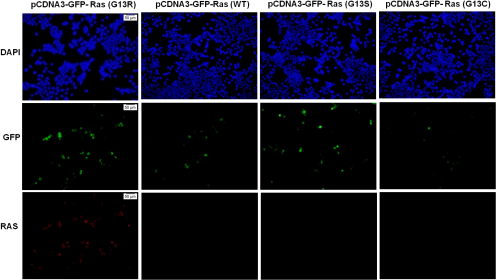 pCDNA3-GFP- Ras (G13R) pCDNA3-GFP-Ras (WT) pCDNA3-GFP- Ras (G13S) pCDNA3-GFP- Ras (G13C)
DAPI
GFP
RAS